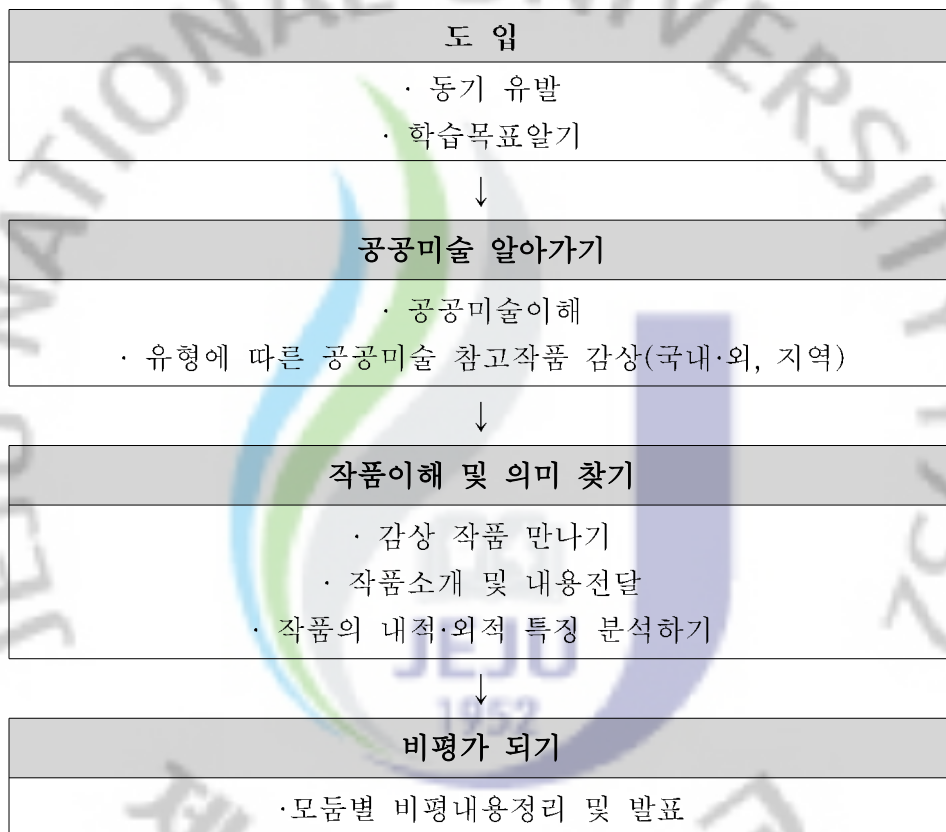 도 입
· 동기 유발
· 학습목표알기
↓
공공미술 알아가기
· 공공미술이해
· 유형에 따른 공공미술 참고작품 감상(국내·외, 지역)
↓
작품이해 및 의미 찾기
· 감상 작품 만나기
· 작품소개 및 내용전달
· 작품의 내적·외적 특징 분석하기
↓
비평가 되기
·모둠별 비평내용정리 및 발표
JEJU NATIONAL UNIVERSITY
JEJU
1952